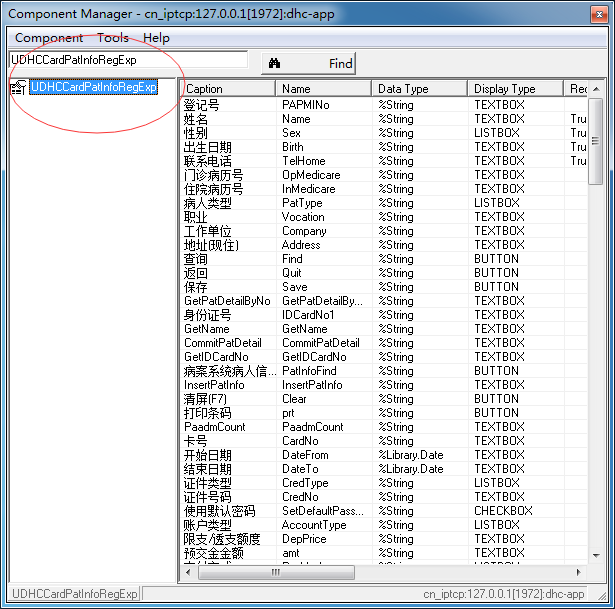 Component Manager - cn_iptcp:127.0.0.1[1972]:dhc-app
Component Tools Help
UDHCCardPatInfoRegExp Find
UDHCCardPatInfoRegExp
Caption Name Data Type Display Type Rec
登记号 PAPMINo %String TEXTBOX
姓名 Name %String TEXTBOX Tru
性别 Sex %String LISTBOX Tru
出生日期 Birth %String TEXTBOX Tru
联系电话 TelHome %String TEXTBOX Tru
门诊病历号 OpMedicare %String TEXTBOX
住院病历号 InMedicare %String TEXTBOX
病人类型 PatType %String LISTBOX
职业 Vocation %String TEXTBOX
工作单位 Company %String TEXTBOX
地址(现住) Address %String TEXTBOX
查询 Find %String BUTTON
返回 Quit %String BUTTON
保存 Save %String BUTTON
GetPatDetailByNo GetPatDetailBy... %String TEXTBOX
身份证号 IDCardNo1 %String TEXTBOX
GetName GetName %String TEXTBOX
CommitPatDetail CommitPatDetail %String TEXTBOX
GetIDCardNo GetIDCardNo %String TEXTBOX
病案系统病人信... PatInfoFind %String BUTTON
InsertPatInfo InsertPatInfo %String TEXTBOX
清屏(F7) Clear %String BUTTON
打印条码 prt %String BUTTON
PaadmCount PaadmCount %String TEXTBOX
卡号 CardNo %String TEXTBOX
开始日期 DateFrom %Library.Date TEXTBOX
结束日期 DateTo %Library.Date TEXTBOX
证件类型 CredType %String LISTBOX
证件号码 CredNo %String TEXTBOX
使用默认密码 SetDefaultPass... %String CHECKBOX
账户类型 AccountType %String LISTBOX
限支/透支额度 DepPrice %String TEXTBOX
预交金金额 amt %String TEXTBOX
UDHCCardPatInfoRegExp cn_iptcp:127.0.0.1[1972]:dhc-app